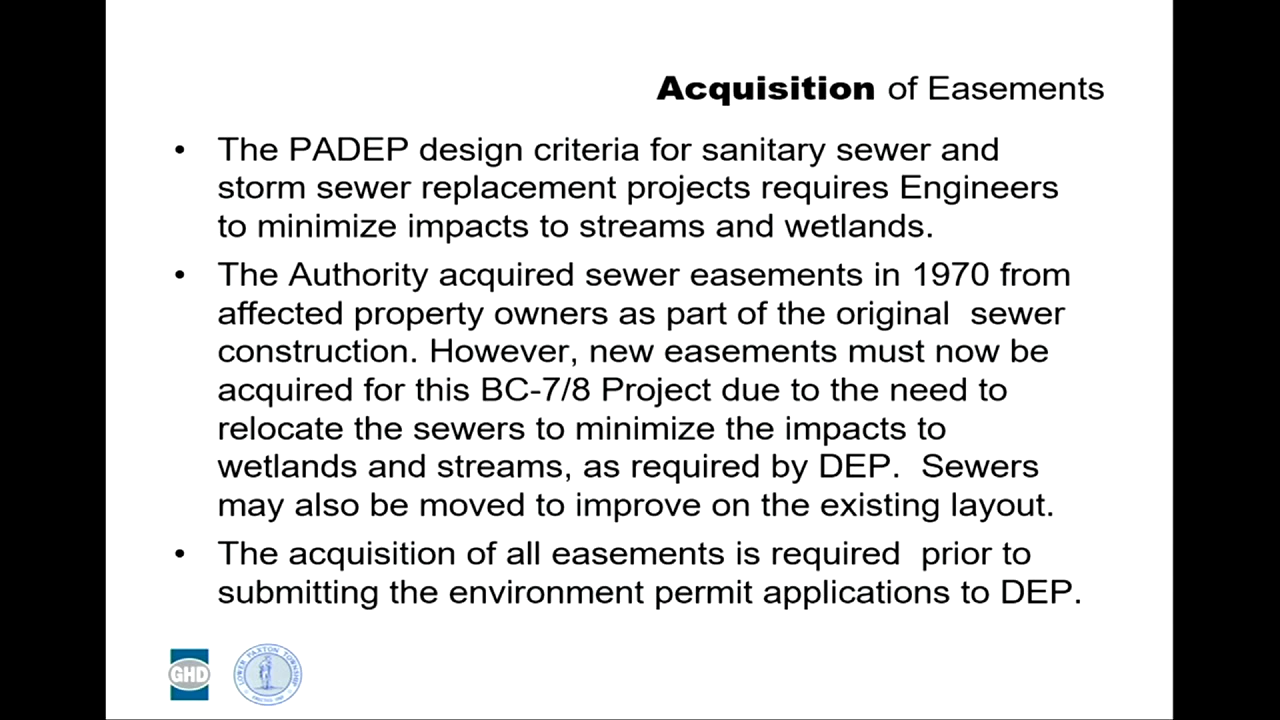 Acquisition of Easements
• The PADEP design criteria for sanitary sewer and
storm sewer replacement projects requires Engineers
to minimize impacts to streams and wetlands.
• The Authority acquired sewer easements in 1970 from
affected property owners as part of the original  sewer
construction. However, new easements must now be
acquired for this BC-7/8 Project due to the need to
relocate the sewers to minimize the impacts to
wetlands and streams, as required by DEP.  Sewers
may also be moved to improve on the existing layout.
• The acquisition of all easements is required  prior to
submitting the environment permit applications to DEP.
GHD
LOWER PAXTON TOWNSHIP